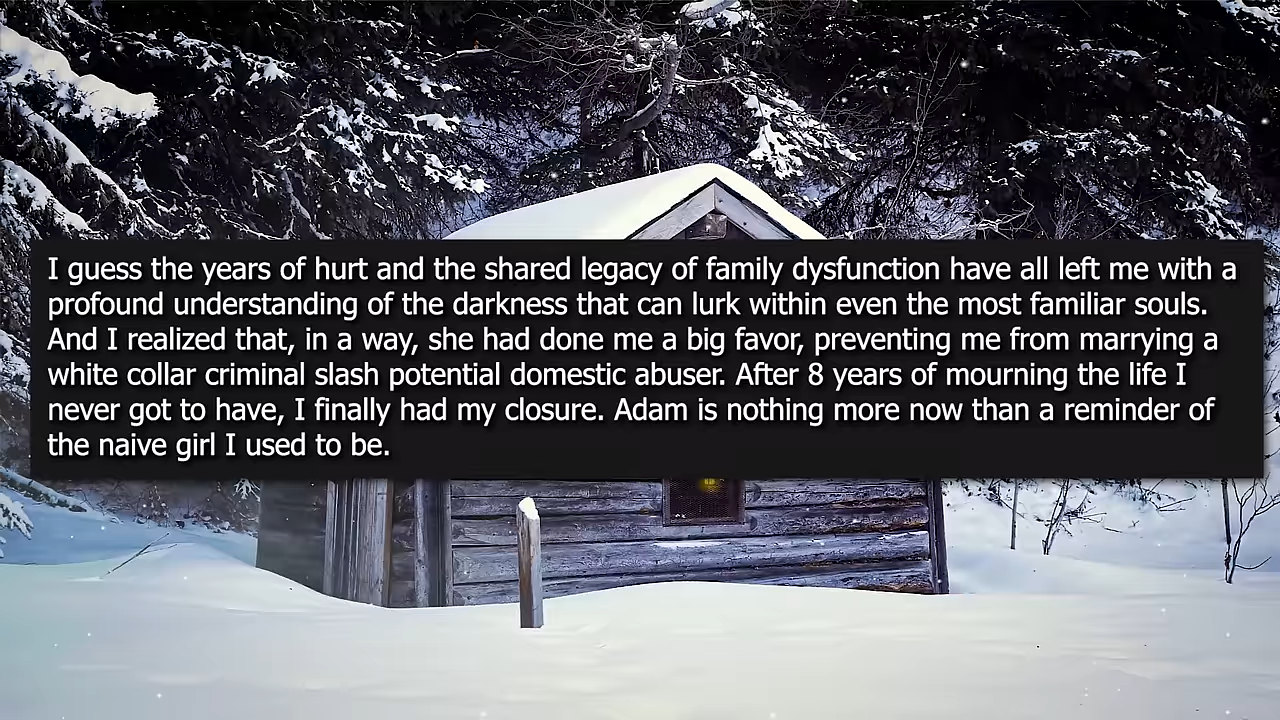 I guess the years of hurt and the shared legacy of family dysfunction have all left me with a
profound understanding of the darkness that can lurk within even the most familiar souls.
And I realized that, in a way, she had done me a big favor, preventing me from marrying a
white collar criminal slash potential domestic abuser. After 8 years of mourning the life I
never got to have, I finally had my closure. Adam is nothing more now than a reminder of
the naive girl I used to be.